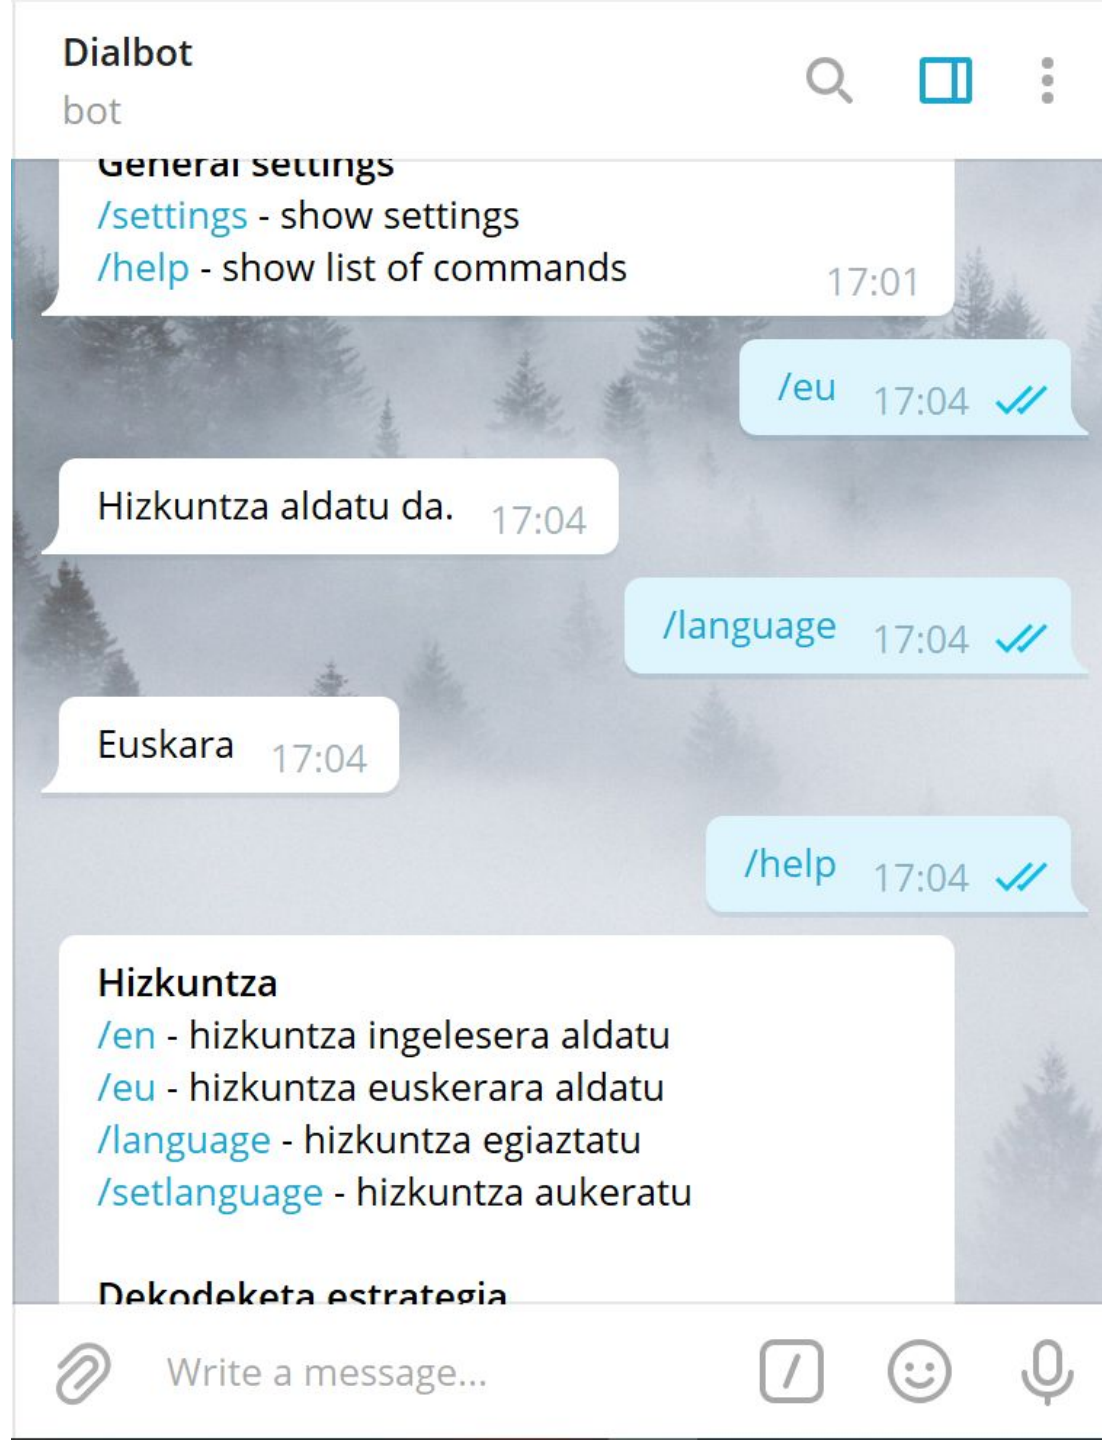 Dialbot
bot
General settings
/settings - show settings
/help - show list of commands
17:01
/eu 17:04
Hizkuntza aldatu da. 17:04
/language 17:04
Euskara 17:04
/help 17:04
Hizkuntza
/en - hizkuntza ingelesera aldatu
/eu - hizkuntza euskerara aldatu
/language - hizkuntza egiaztatu
/setlanguage - hizkuntza aukeratu
Dekodeketa estrategia
Write a message...